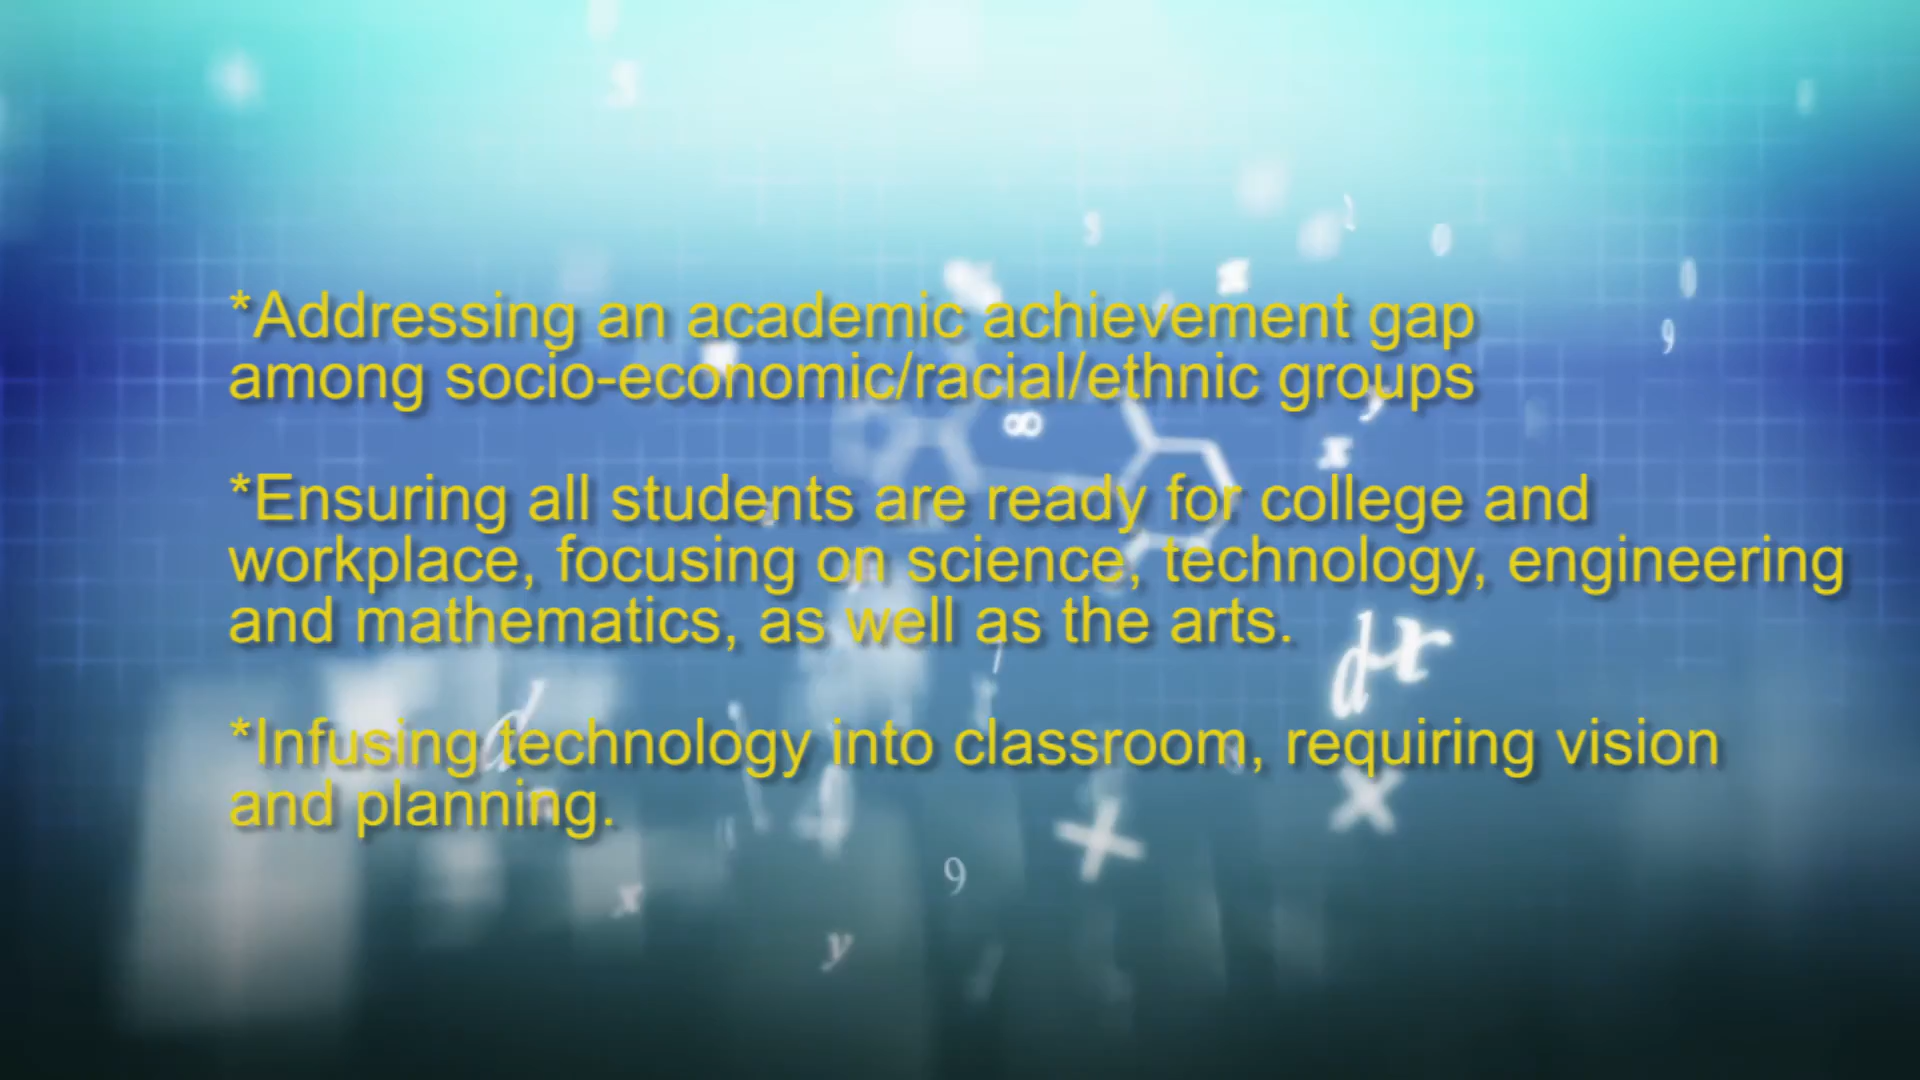 *Addressing an academic achievement gap
among socio-economic/racial/ethnic groups
*Ensuring all students are ready for college and
workplace, focusing on science, technology, engineering
and mathematics, as well as the arts.
*Infusing technology into classroom, requiring vision
and planning.